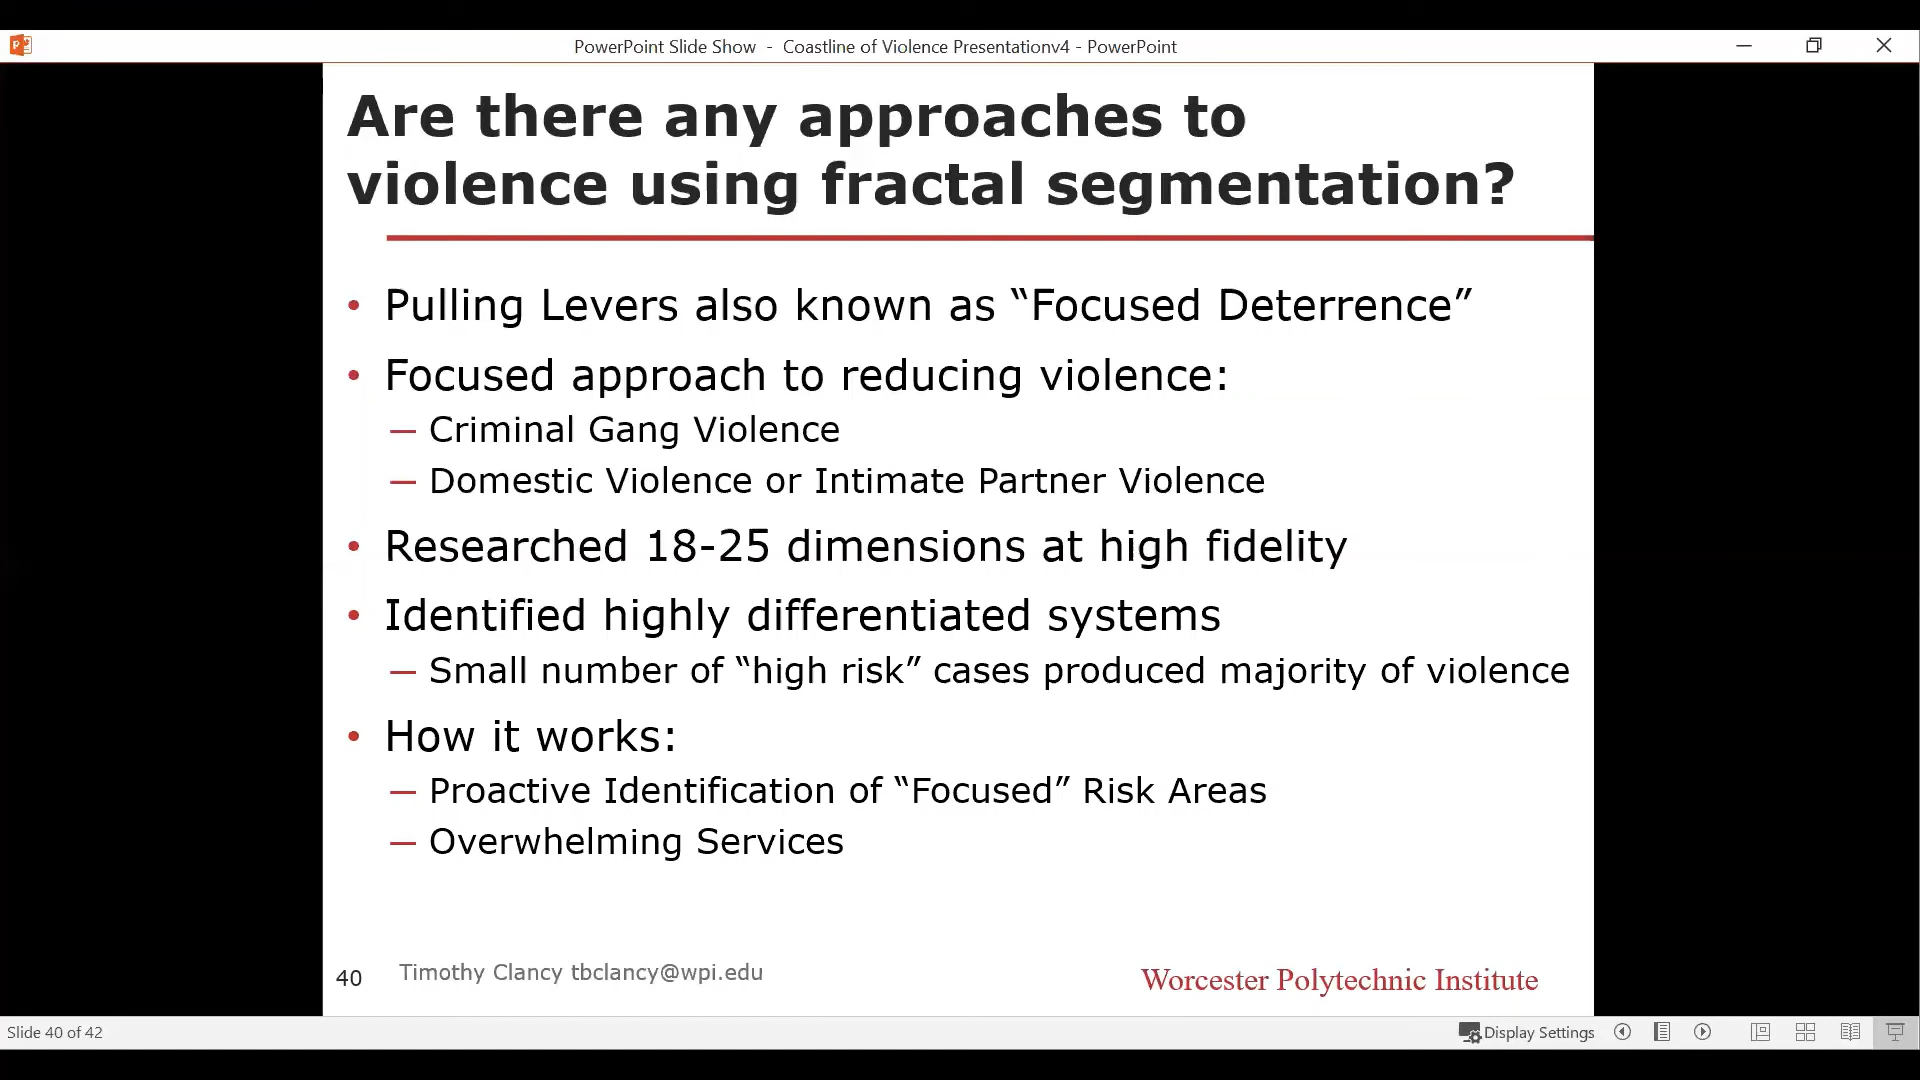 PowerPoint Slide Show - Coastline of Violence Presentationv4 - PowerPoint
Are there any approaches to
violence using fractal segmentation?
• Pulling Levers also known as “Focused Deterrence”
• Focused approach to reducing violence:
— Criminal Gang Violence
— Domestic Violence or Intimate Partner Violence
• Researched 18-25 dimensions at high fidelity
• Identified highly differentiated systems
— Small number of “high risk” cases produced majority of violence
• How it works:
— Proactive Identification of “Focused” Risk Areas
— Overwhelming Services
40 Timothy Clancy tbclancy@wpi.edu Worcester Polytechnic Institute
Slide 40 of 42 Display Settings